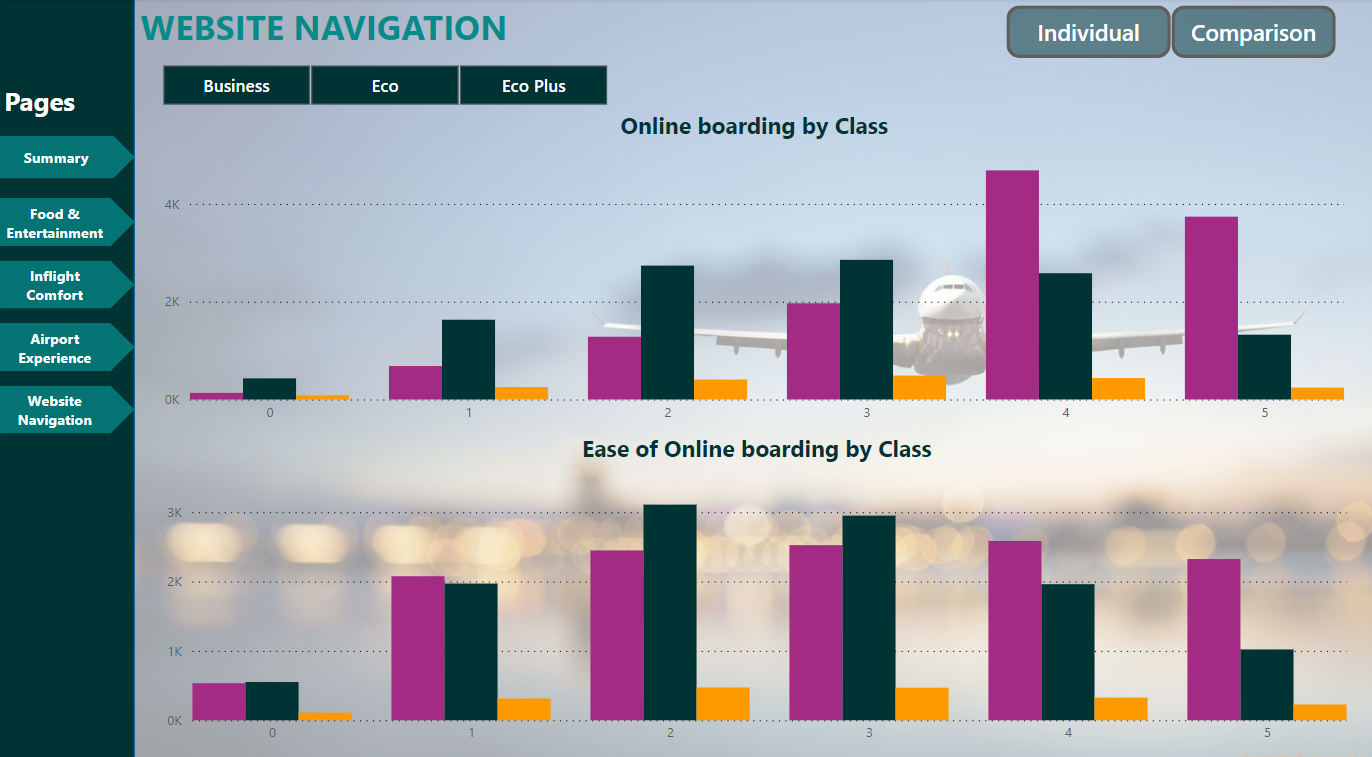 WEBSITE NAVIGATION
Individual
Comparison
Business
Eco
Eco Plus
Pages
Summary
Food &
Entertainment
Inflight
Comfort
Airport
Experience
Website
Navigation
Online boarding by Class
4K
2K
0K
0 1 2 3 4 5
Ease of Online boarding by Class
3K
2K
1K
0K
0 1 2 3 4 5